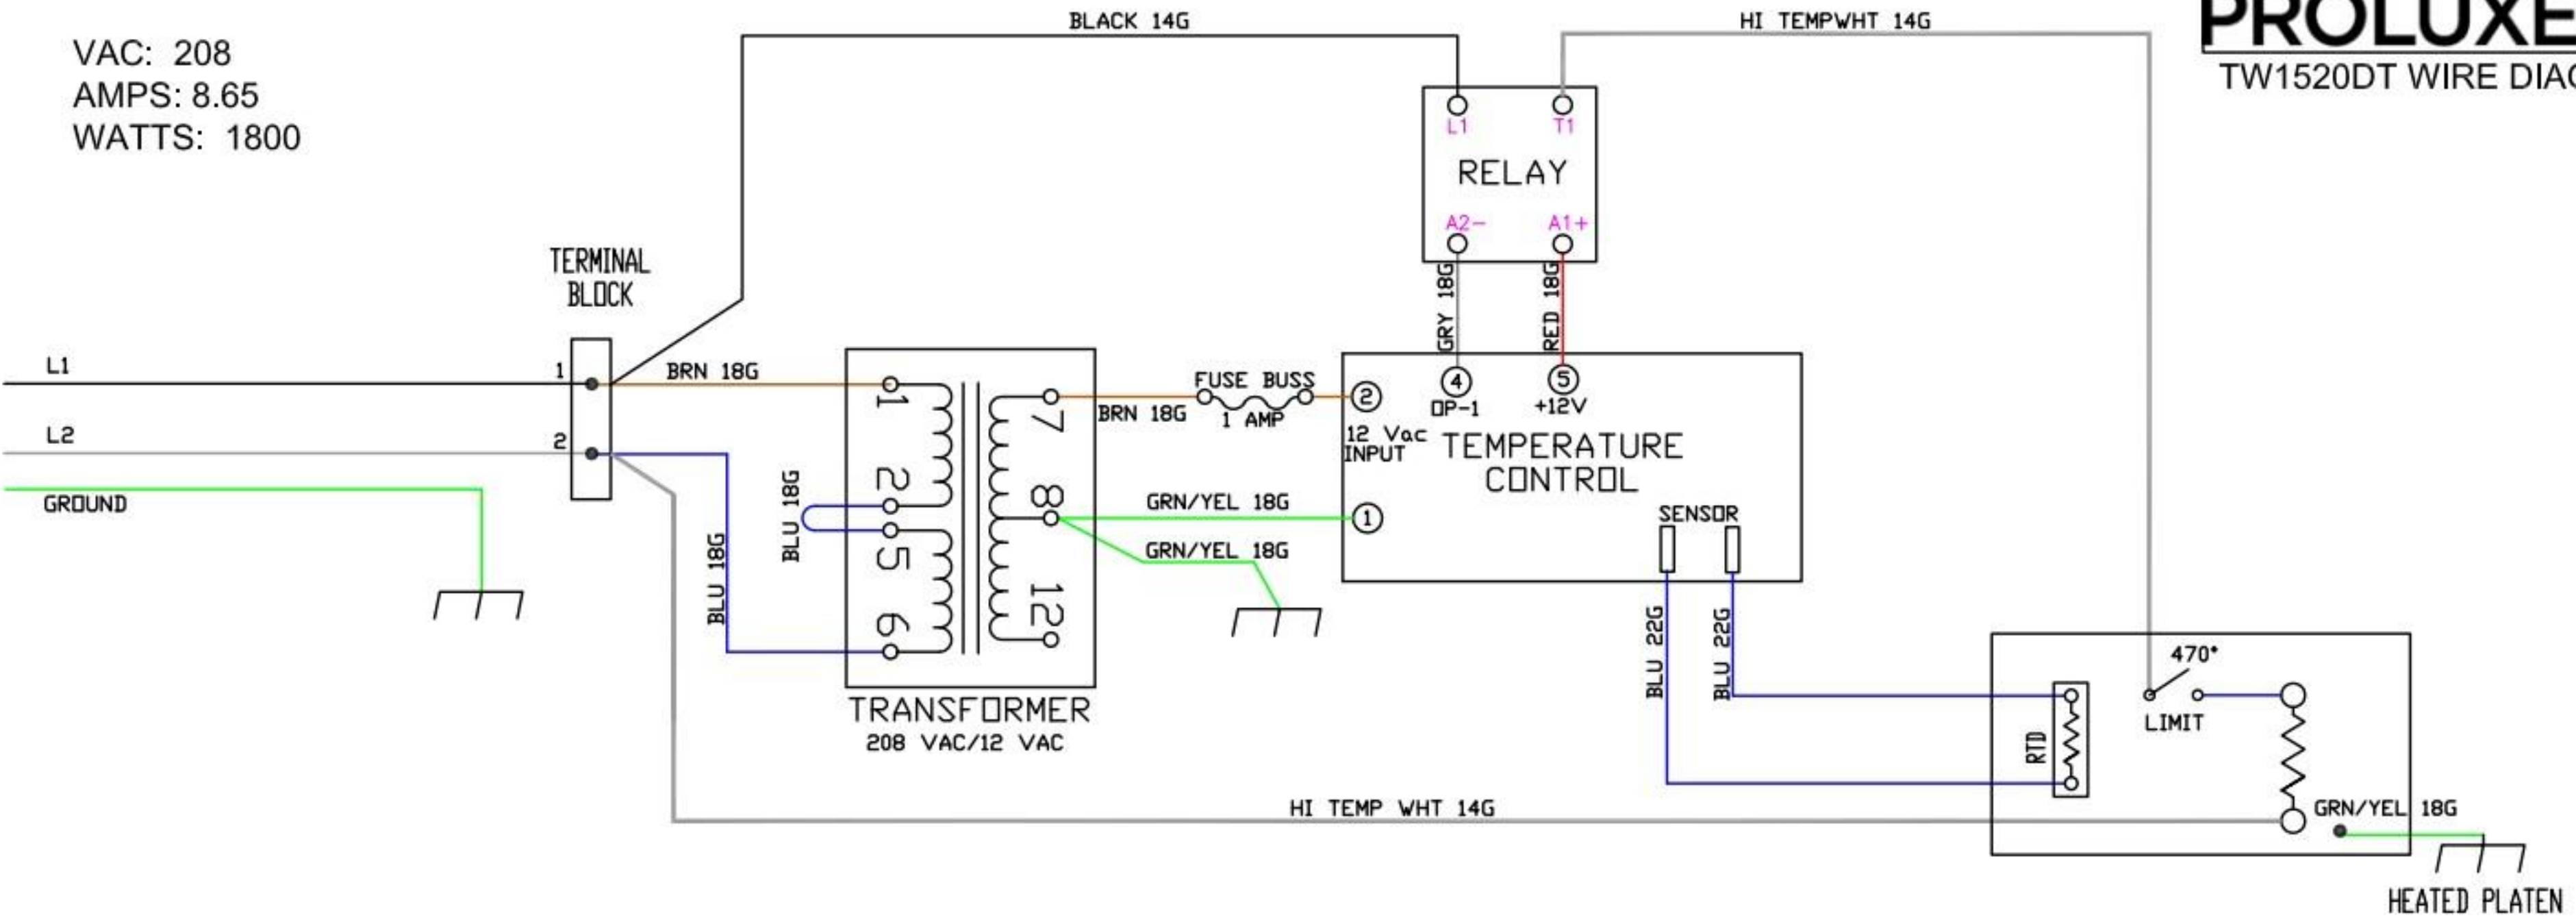 BLACK 14G
HI TEMPWHT 14G
PROLUXE
TW1520DT WIRE
VAC: 208
AMPS: 8.65
WATTS: 1800
L1
T1
RELAY
A2-
A1+
GRY 18G
RED 18G
TERMINAL
BLOCK
L1
1
BRN 18G
L2
2
GROUND
BLU 18G
BLU 18G
1
2
5
6
7
8
12
TRANSFORMER
208 VAC/12 VAC
BRN 18G
FUSE BUSS
1 AMP
GRN/YEL 18G
GRN/YEL 18G
2
12 Vac
INPUT
1
4
OP-1
5
+12V
TEMPERATURE
CONTROL
SENSOR
BLU 22G
BLU 22G
RTD
470°
LIMIT
HI TEMP WHT 14G
GRN/YEL 18G
HEATED PLATEN